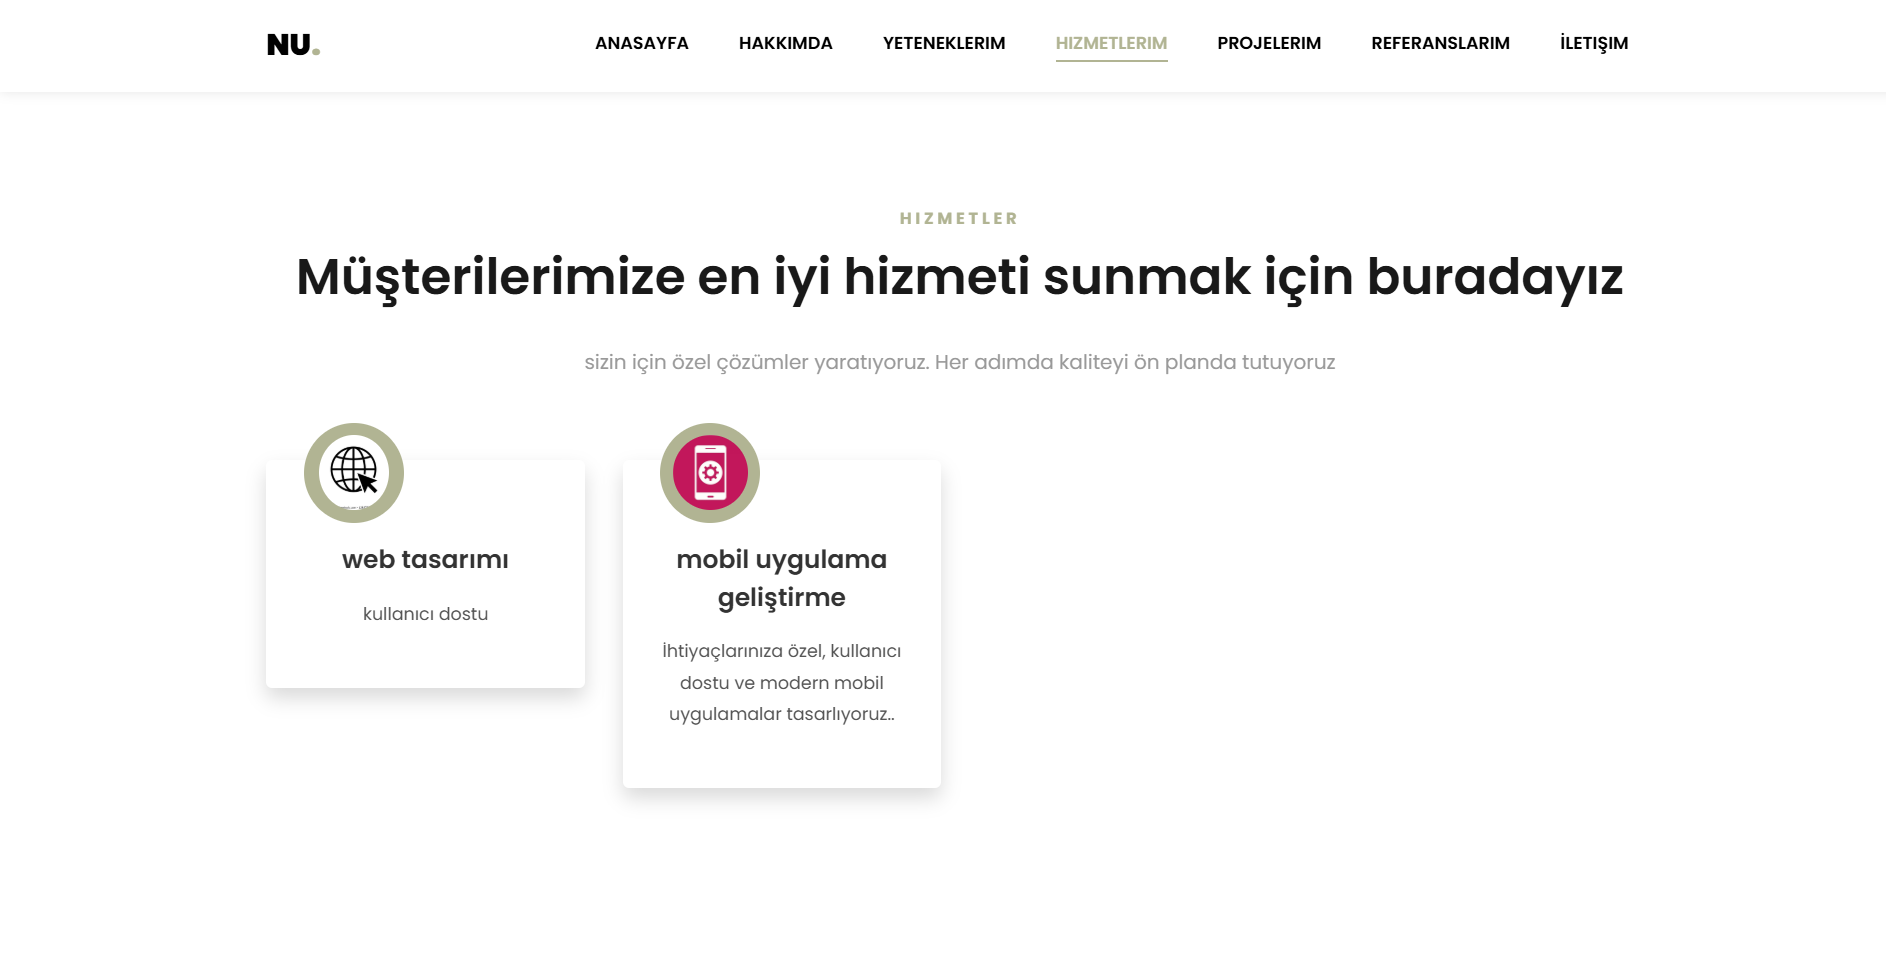 NU.
ANASAYFA HAKKIMDA YETENEKLERIM HIZMETLERIM PROJELERIM REFERANSLARIM İLETIŞIM
HIZMETLER
Müşterilerimize en iyi hizmeti sunmak için buradayız
sizin için özel çözümler yaratıyoruz. Her adımda kaliteyi ön planda tutuyoruz
web tasarımı
kullanıcı dostu
mobil uygulama
geliştirme
İhtiyaçlarınıza özel, kullanıcı
dostu ve modern mobil
uygulamalar tasarlıyoruz..